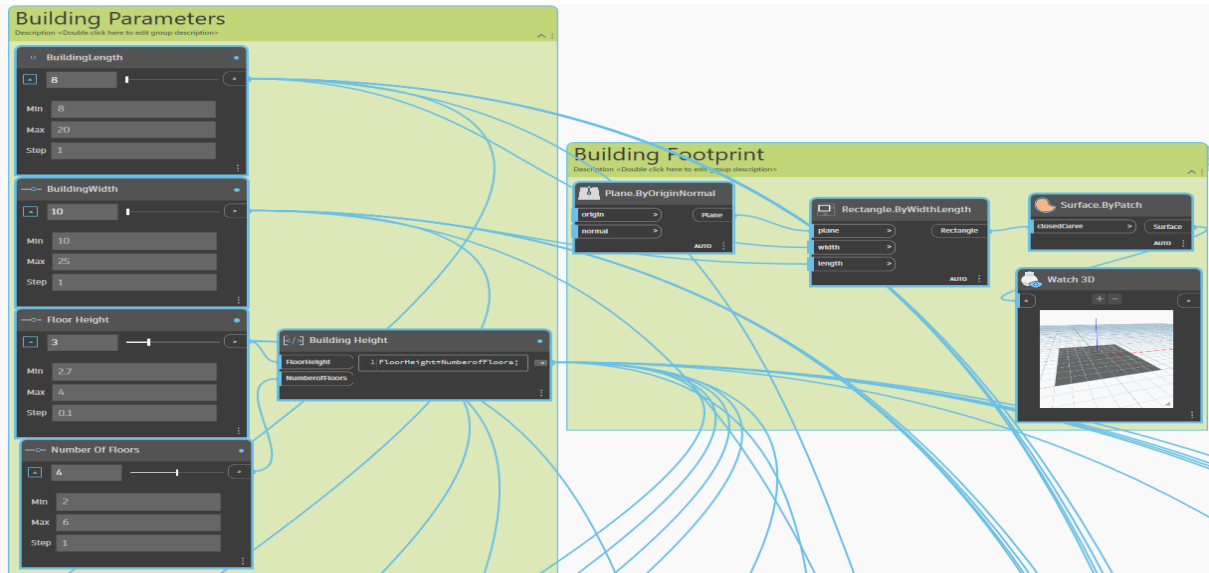 Building Parameters
Description <Double click here to edit group description>
BuildingLength
8
Min 8
Max 20
Step 1
BuildingWidth
10
Min 10
Max 25
Step 1
Floor Height
3
Min 2.7
Max 4
Step 0.1
Number Of Floors
4
Min 2
Max 6
Step 1
Building Height
FloorHeight
1 FloorHeight*NumberofFloors;
NumberofFloors
Building Footprint
Description <Double click here to edit group description>
Plane.ByOriginNormal
origin > Plane
normal >
AUTO
Rectangle.ByWidthLength
plane > Rectangle
width >
length >
AUTO
Surface.ByPatch
closedCurve > Surface
AUTO
Watch 3D
> + − >